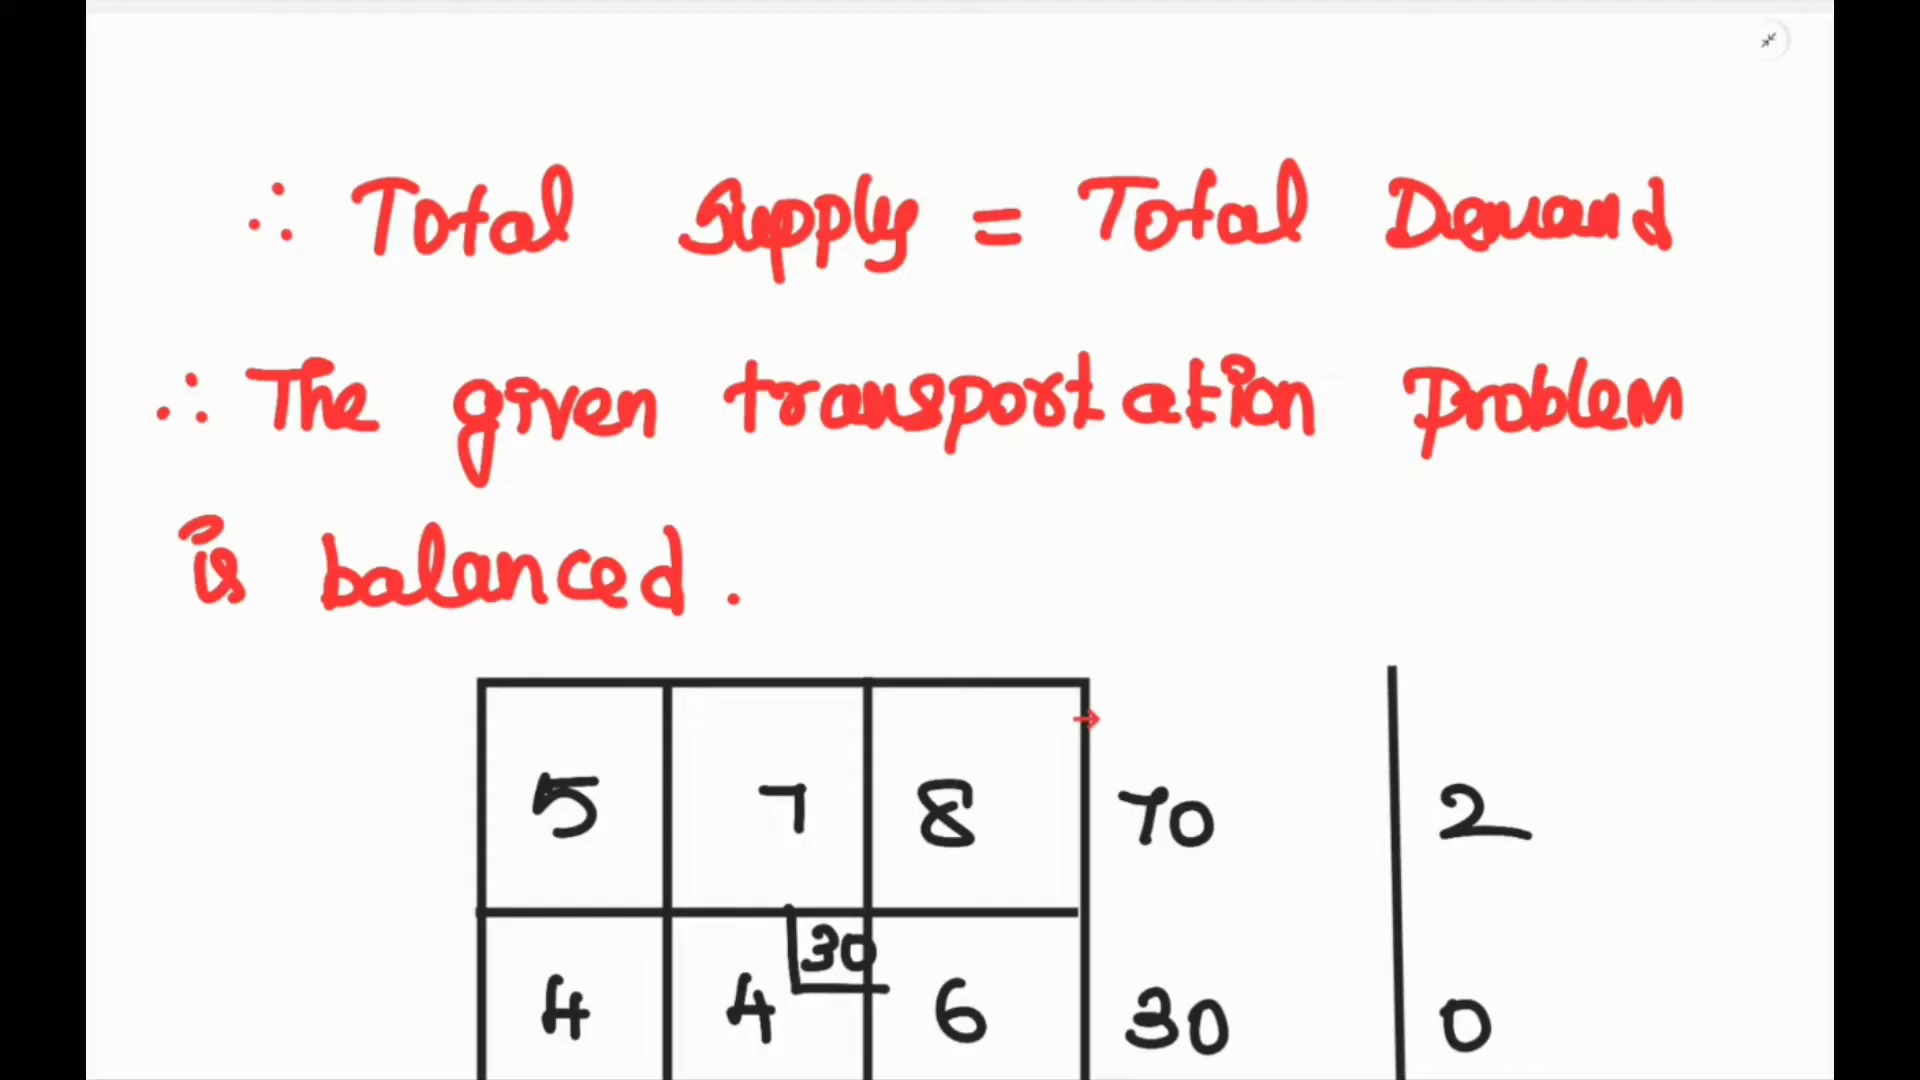 ∴ Total Supply = Total Demand
∴ The given transportation problem
is balanced.
5 7 8 70 2
30
4 4 6 30 0